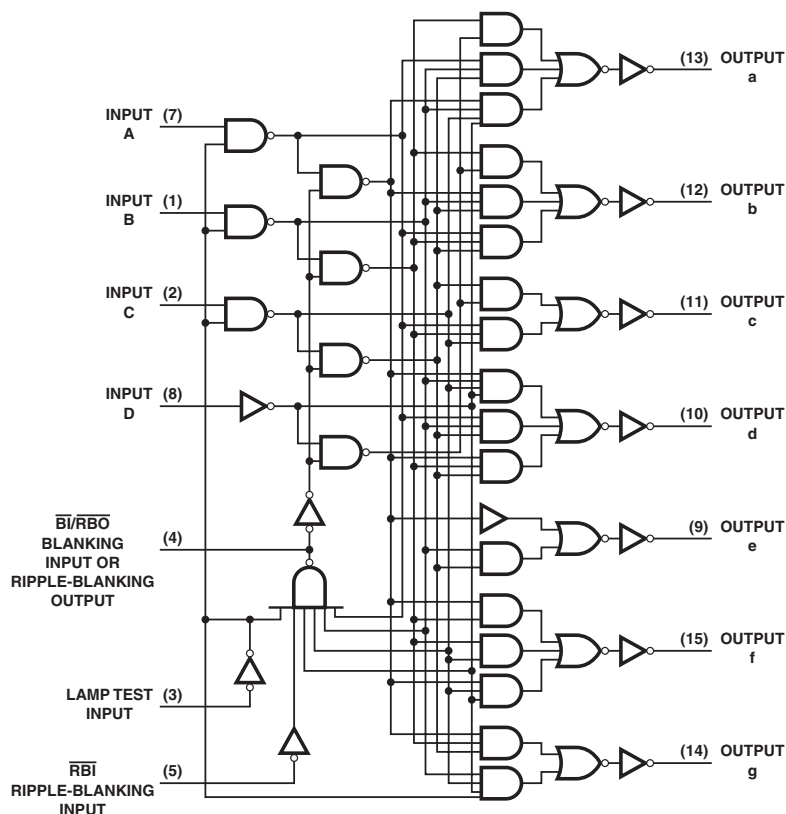 (13) OUTPUT
a
INPUT (7)
A
(12) OUTPUT
b
INPUT (1)
B
(11) OUTPUT
c
INPUT (2)
C
(10) OUTPUT
d
INPUT (8)
D
(9) OUTPUT
e
BI/RBO
BLANKING (4)
INPUT OR
RIPPLE-BLANKING
OUTPUT
(15) OUTPUT
f
LAMP TEST (3)
INPUT
(14) OUTPUT
g
RBI
RIPPLE-BLANKING (5)
INPUT